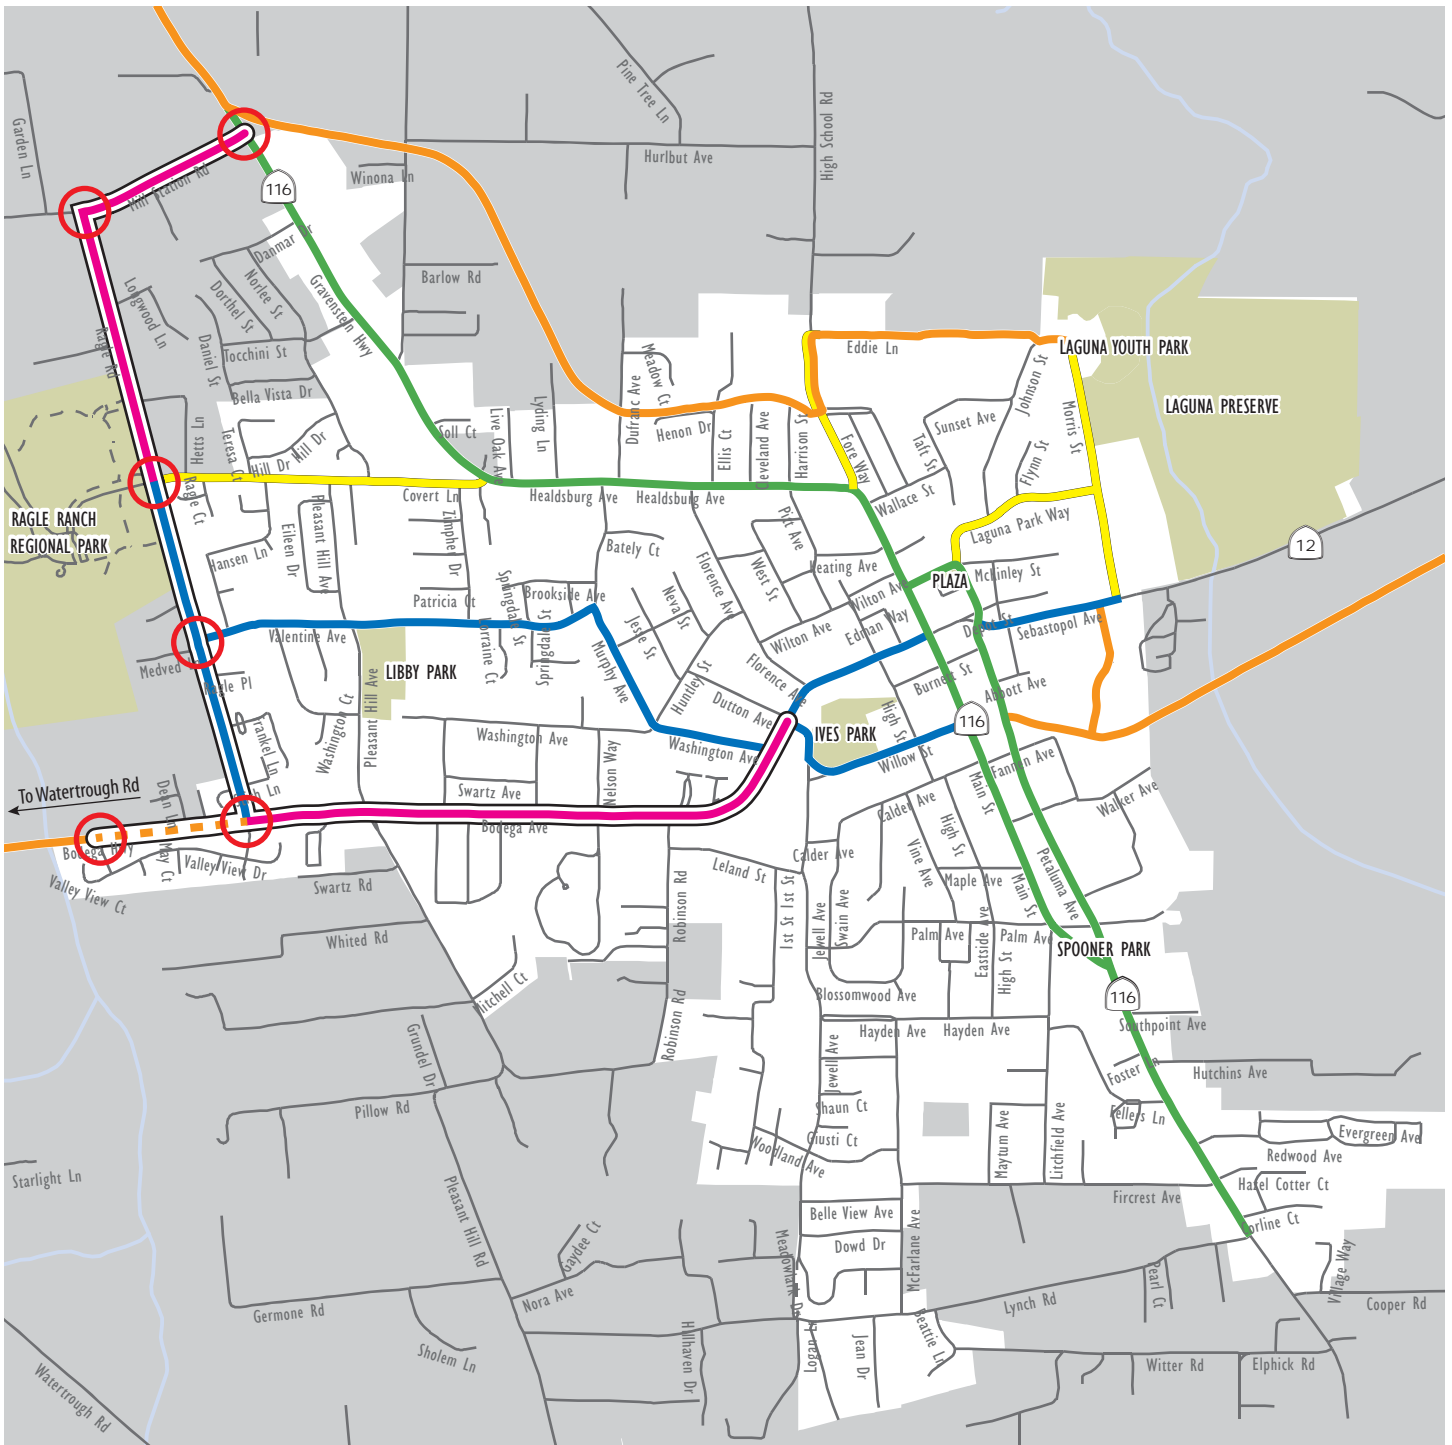 Garden Ln
Pine Tree Ln
High School Rd
Hurlbut Ave
Winona Ln
Mill Station Rd
116
Danmar Dr
Barlow Rd
Norlee St
Dorthel St
Longwood Ln
Gravenstein Hwy
Ragle Rd
Daniel St
Tocchini St
Bella Vista Dr
Dufranc Ave
Meadow Ct
Eddie Ln
LAGUNA YOUTH PARK
LAGUNA PRESERVE
Johnson St
Morris St
Sunset Ave
Hetts Ln
Teresa Ct
Hill Dr
Hill Dr
Soll Ct
Live Oak Ave
Lyding Ln
Henon Dr
Ellis Ct
Cleveland Ave
Harrison St
Fore Way
Taft St
Flynn St
Ragle Ct
Covert Ln
Healdsburg Ave
Healdsburg Ave
Wallace St
Laguna Park Way
RAGLE RANCH
REGIONAL PARK
Hansen Ln
Eileen Dr
Pleasant Hill Ave
Zimpher Dr
Bately Ct
Pitt Ave
12
Keating Ave
West St
Florence Ave
PLAZA
McKinley St
Patricia Ct
Springdale St
Brookside Ave
Neva St
Wilton Ave
Valentine Ave
Lorraine Ct
Springdale St
Jesse St
Wilton Ave
Edman Way
Depot St
Sebastopol Ave
Medved Ln
Ragle Pl
LIBBY PARK
Murphy Ave
Huntley St
Florence Ave
Burnett St
Abbott Ave
Dutton Ave
Frankel Ln
Washington Ct
Pleasant Hill Ave
Washington Ave
Washington Ave
IVES PARK
High St
116
Willow St
Fannen Ave
To Watertrough Rd
Dean Ln
Swartz Ave
Nelson Way
Main St
Walker Ave
Calder Ave
High St
Bodega Ave
Bodega Hwy
May Ct
Valley View Dr
Valley View Ct
Swartz Rd
Leland St
Calder Ave
Vine Ave
Maple Ave
Main St
Petaluma Ave
Robinson Rd
1st St
1st St
Jewell Ave
Swain Ave
Whited Rd
Palm Ave
Eastside Ave
High St
Palm Ave
SPOONER PARK
Mitchell Ct
Blossomwood Ave
116
Robinson Rd
Hayden Ave
Hayden Ave
Southpoint Ave
Grundel Dr
Jewell Ave
Foster Ln
Hutchins Ave
Pillow Rd
Shaun Ct
Fellers Ln
Giusti Ct
Woodland Ave
Maytum Ave
Litchfield Ave
Evergreen Ave
Redwood Ave
Starlight Ln
Hazel Cotter Ct
Fircrest Ave
Pleasant Hill Rd
Belle View Ave
McFarlane Ave
Corline Ct
Gaydee Ct
Meadowlark Dr
Dowd Dr
Village Way
Pearl Ct
Germone Rd
Nora Ave
Lynch Rd
Cooper Rd
Sholem Ln
Hillhaven Dr
Logan Ln
Jean Dr
Beattie Ln
Witter Rd
Elphick Rd
Watertrough Rd